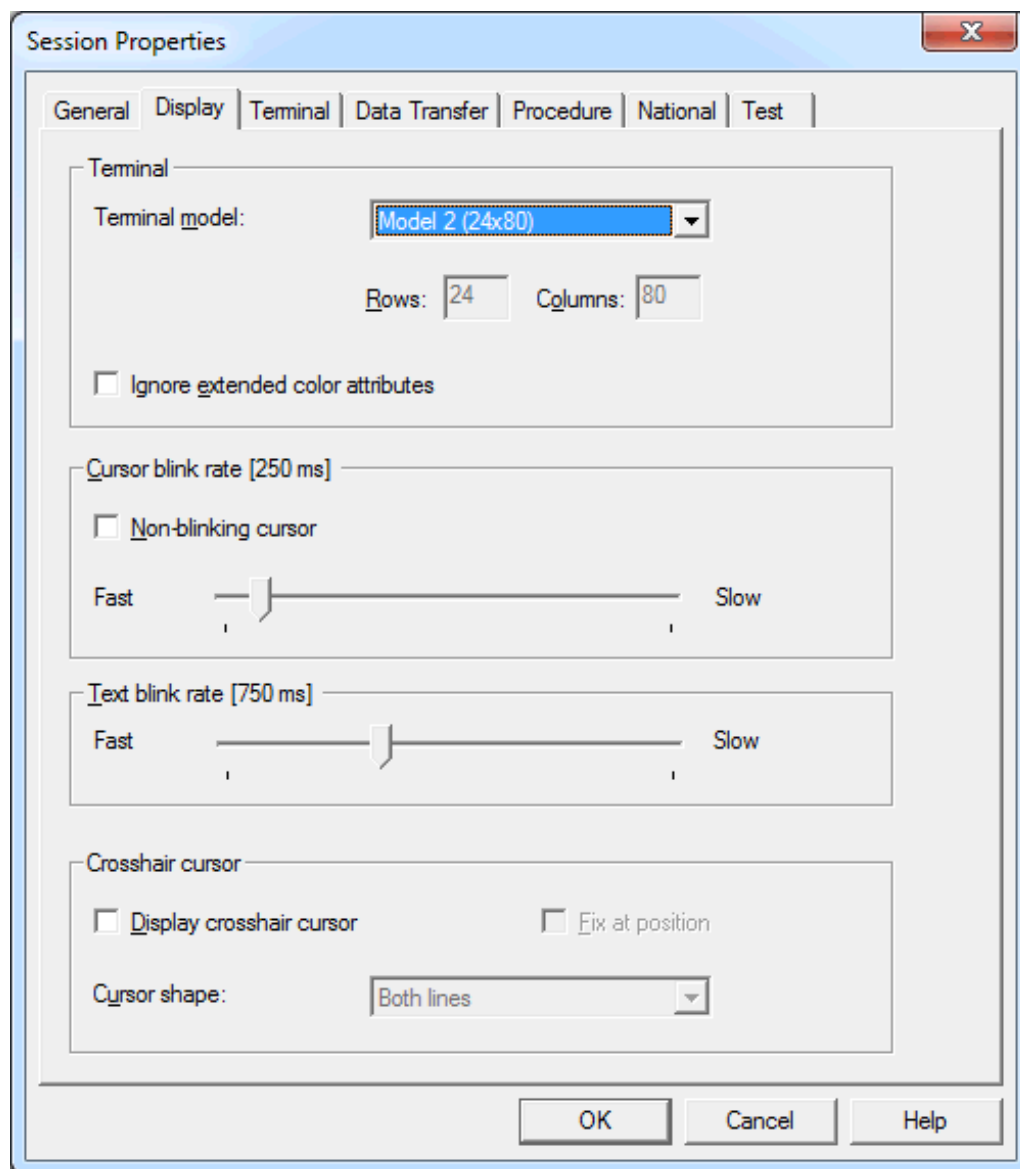 Session Properties
General Display Terminal Data Transfer Procedure National Test
Terminal
Terminal model: Model 2 (24x80)
Rows: 24 Columns: 80
Ignore extended color attributes
Cursor blink rate [250 ms]
Non-blinking cursor
Fast Slow
Text blink rate [750 ms]
Fast Slow
Crosshair cursor
Display crosshair cursor Fix at position
Cursor shape: Both lines
OK Cancel Help